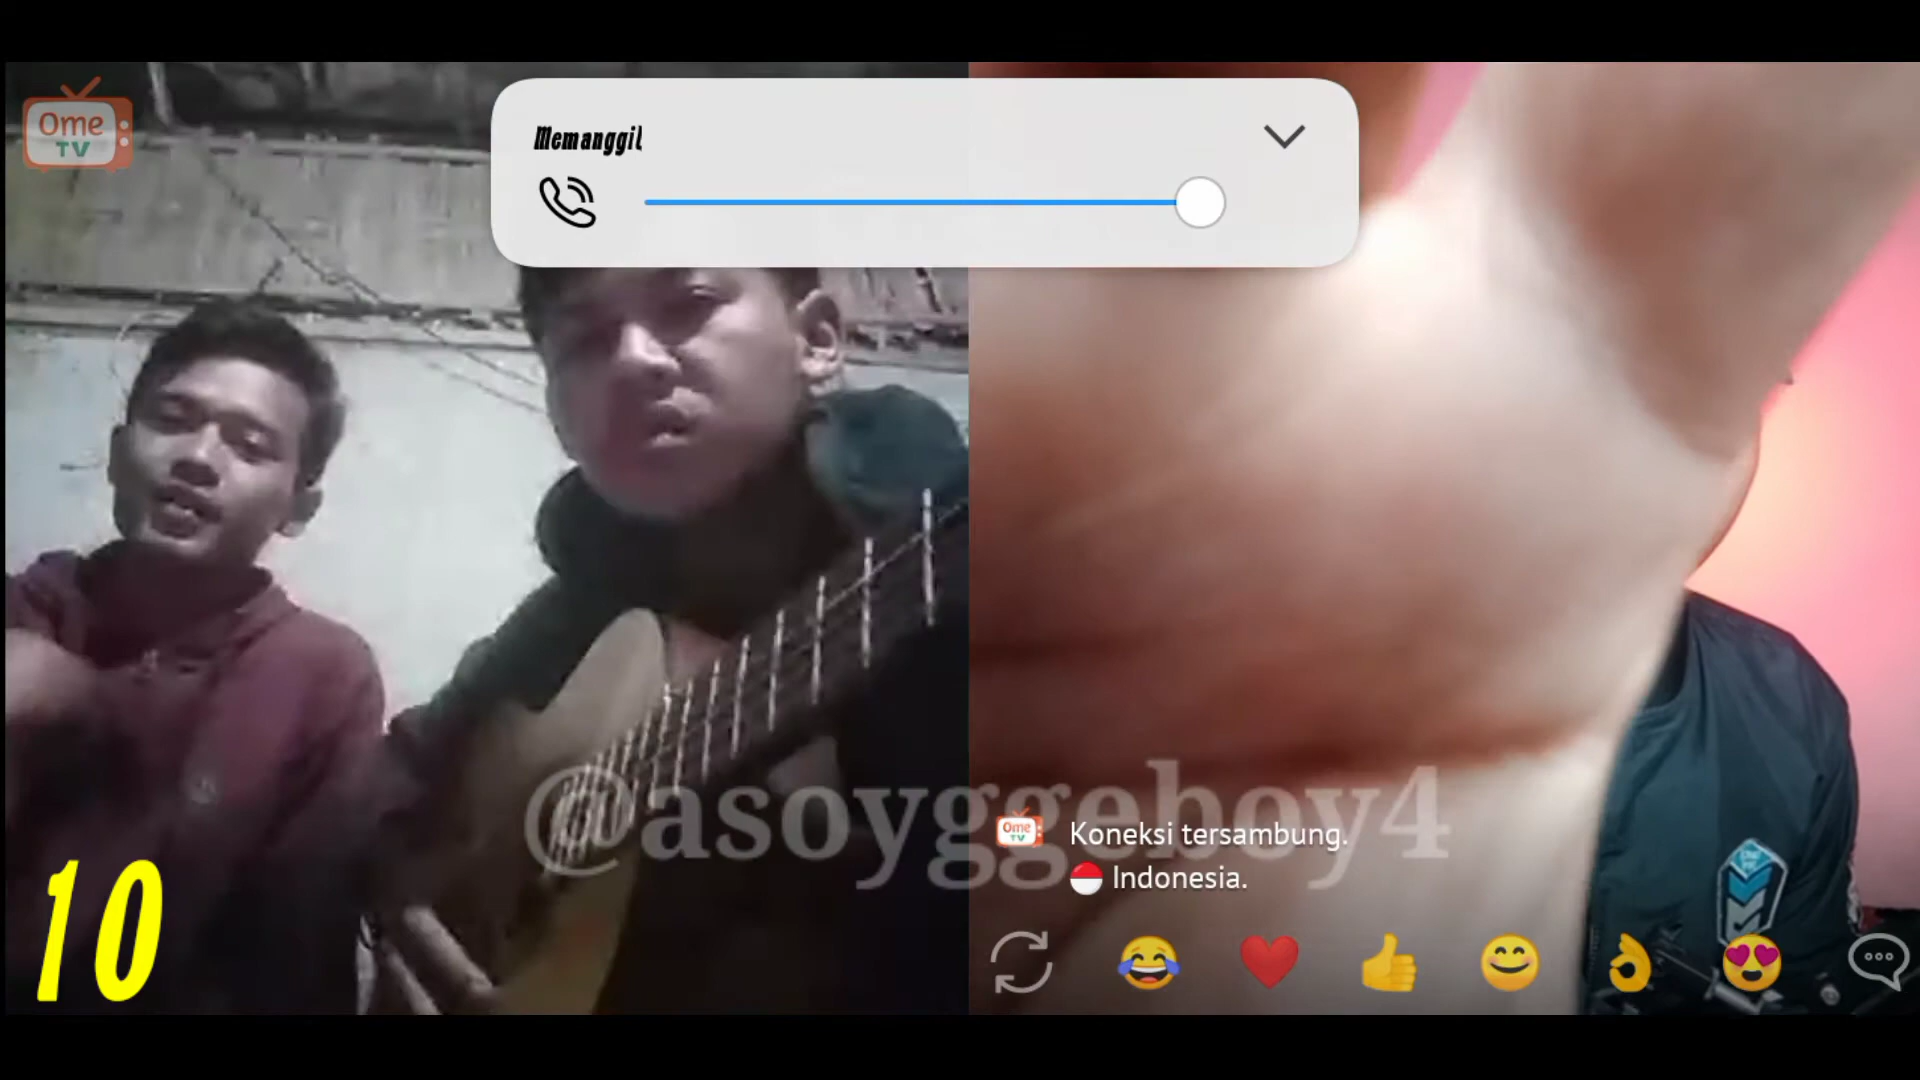 Ome
TV
Memanggil
@asoyggeboy4
Ome
TV
Koneksi tersambung.
Indonesia.
10